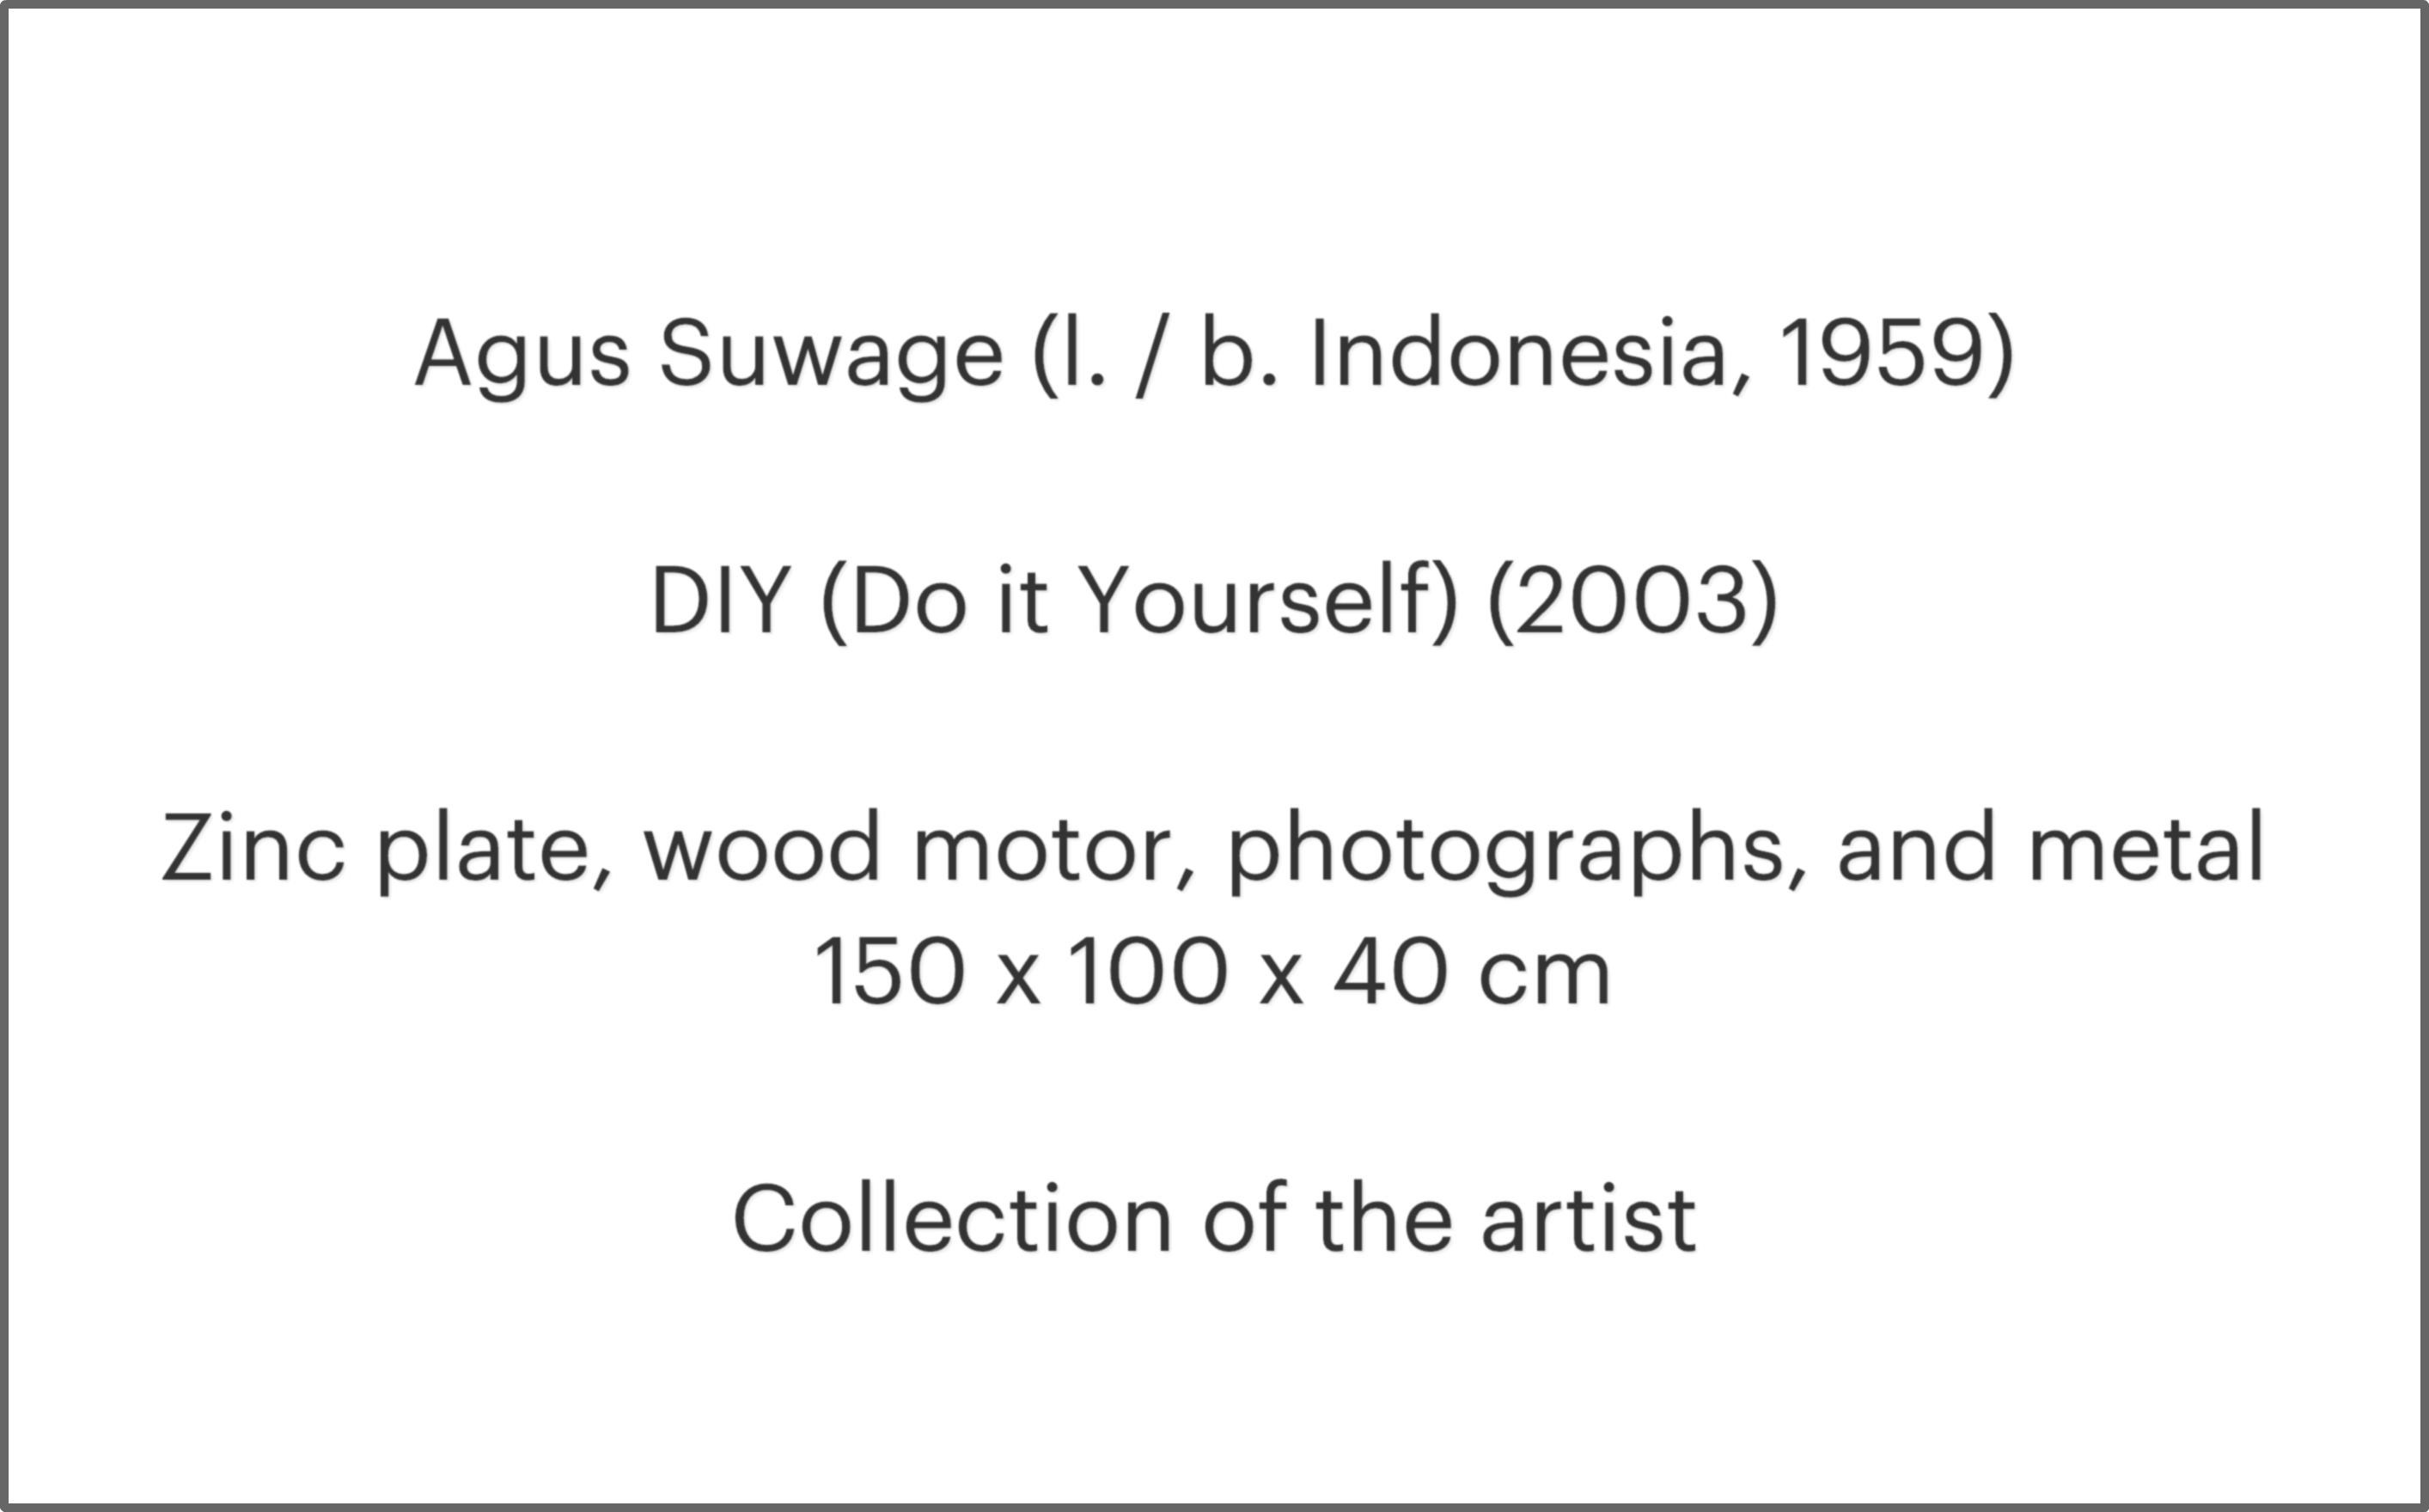 Agus Suwage (l. / b. Indonesia, 1959)
DIY (Do it Yourself) (2003)
Zinc plate, wood motor, photographs, and metal
150 x 100 x 40 cm
Collection of the artist